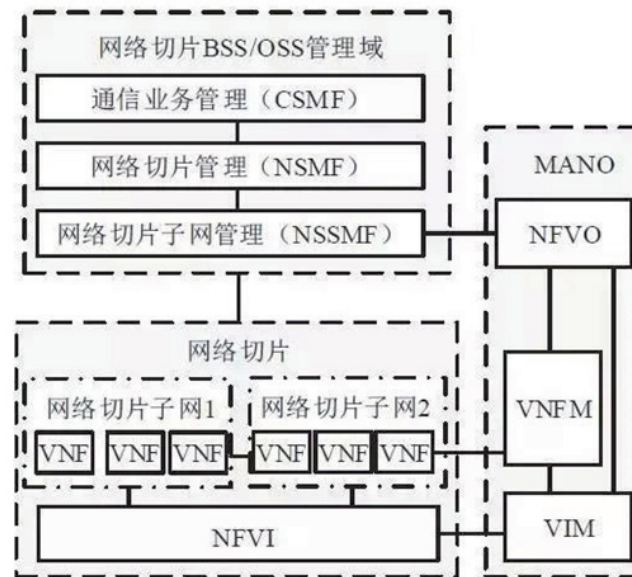 网络切片BSS/OSS管理域
通信业务管理（CSMF）
网络切片管理（NSMF）
网络切片子网管理（NSSMF）
MANO
NFVO
网络切片
网络切片子网1
网络切片子网2
VNF VNF VNF
VNF VNF VNF
VNFM
NFVI
VIM